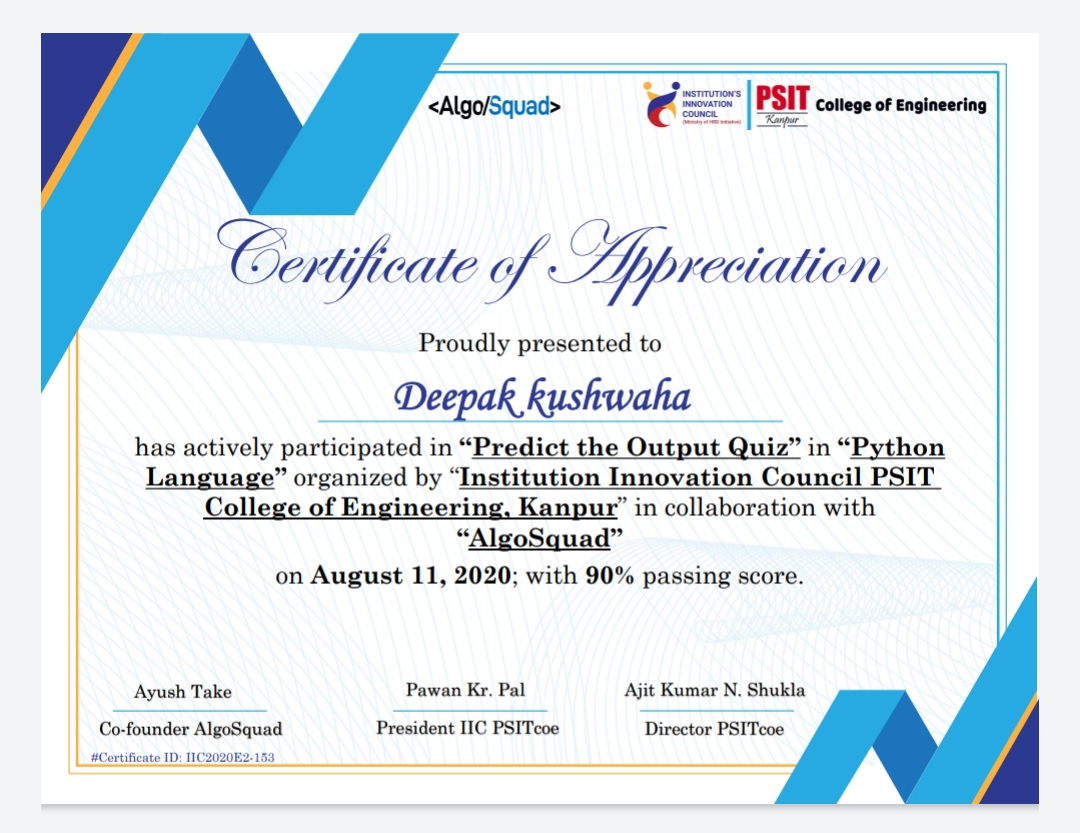 <Algo/Squad>
INSTITUTION'S
INNOVATION
COUNCIL
(Ministry of HRD Initiative)
PSIT
Kanpur
College of Engineering
Certificate of Appreciation
Proudly presented to
Deepak kushwaha
has actively participated in “Predict the Output Quiz” in “Python
Language” organized by “Institution Innovation Council PSIT
College of Engineering, Kanpur” in collaboration with
“AlgoSquad”
on August 11, 2020; with 90% passing score.
Ayush Take
Co-founder AlgoSquad
Pawan Kr. Pal
President IIC PSITcoe
Ajit Kumar N. Shukla
Director PSITcoe
#Certificate ID: IIC2020E2-153